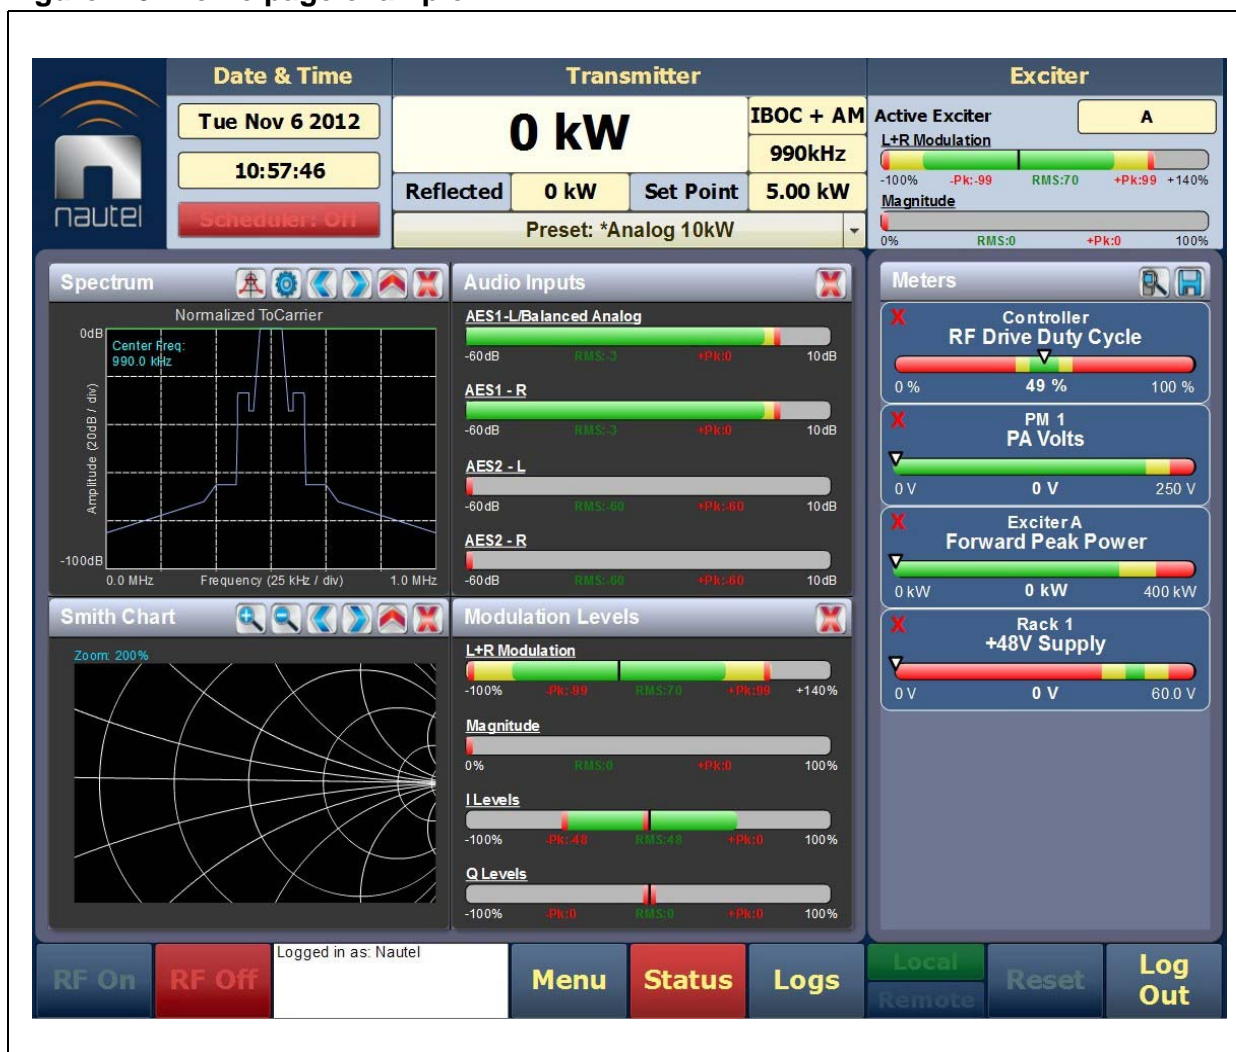 Date & Time
Transmitter
Exciter
nautel
Tue Nov 6 2012
10:57:46
Scheduler: Off
0 kW
IBOC + AM
990kHz
Reflected 0 kW Set Point 5.00 kW
Preset: *Analog 10kW
Active Exciter A
L+R Modulation
-100% -Pk:-99 RMS:70 +Pk:99 +140%
Magnitude
0% RMS:0 +Pk:0 100%
Spectrum
Normalized ToCarrier
0dB
Center Freq:
990.0 kHz
Amplitude (20dB / div)
-100dB
0.0 MHz Frequency (25 kHz / div) 1.0 MHz
Audio Inputs
AES1-L/Balanced Analog
-60dB RMS:-3 +Pk:0 10dB
AES1 - R
-60dB RMS:-3 +Pk:0 10dB
AES2 - L
-60dB RMS:-60 +Pk:-60 10dB
AES2 - R
-60dB RMS:-60 +Pk:-60 10dB
Smith Chart
Zoom: 200%
Modulation Levels
L+R Modulation
-100% -Pk:-99 RMS:70 +Pk:99 +140%
Magnitude
0% RMS:0 +Pk:0 100%
I Levels
-100% -Pk:-48 RMS:48 +Pk:0 100%
Q Levels
-100% -Pk:0 RMS:0 +Pk:0 100%
Meters
X Controller
RF Drive Duty Cycle
0 % 49 % 100 %
X PM 1
PA Volts
0 V 0 V 250 V
X Exciter A
Forward Peak Power
0 kW 0 kW 400 kW
X Rack 1
+48V Supply
0 V 0 V 60.0 V
RF On
RF Off
Logged in as: Nautel
Menu
Status
Logs
Local
Remote
Reset
Log
Out